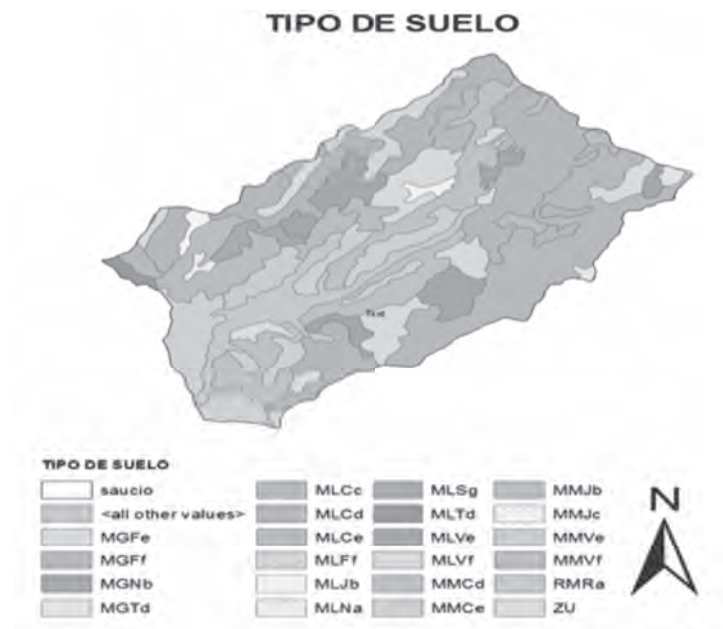 TIPO DE SUELO
TIPO DE SUELO
saucio
<all other values>
MGFe
MGFf
MGNb
MGTd
MLCc
MLCd
MLCe
MLFf
MLJb
MLNa
MLSg
MLTd
MLVe
MLVf
MMCd
MMCe
MMJb
MMJc
MMVe
MMVf
RMRa
ZU
N